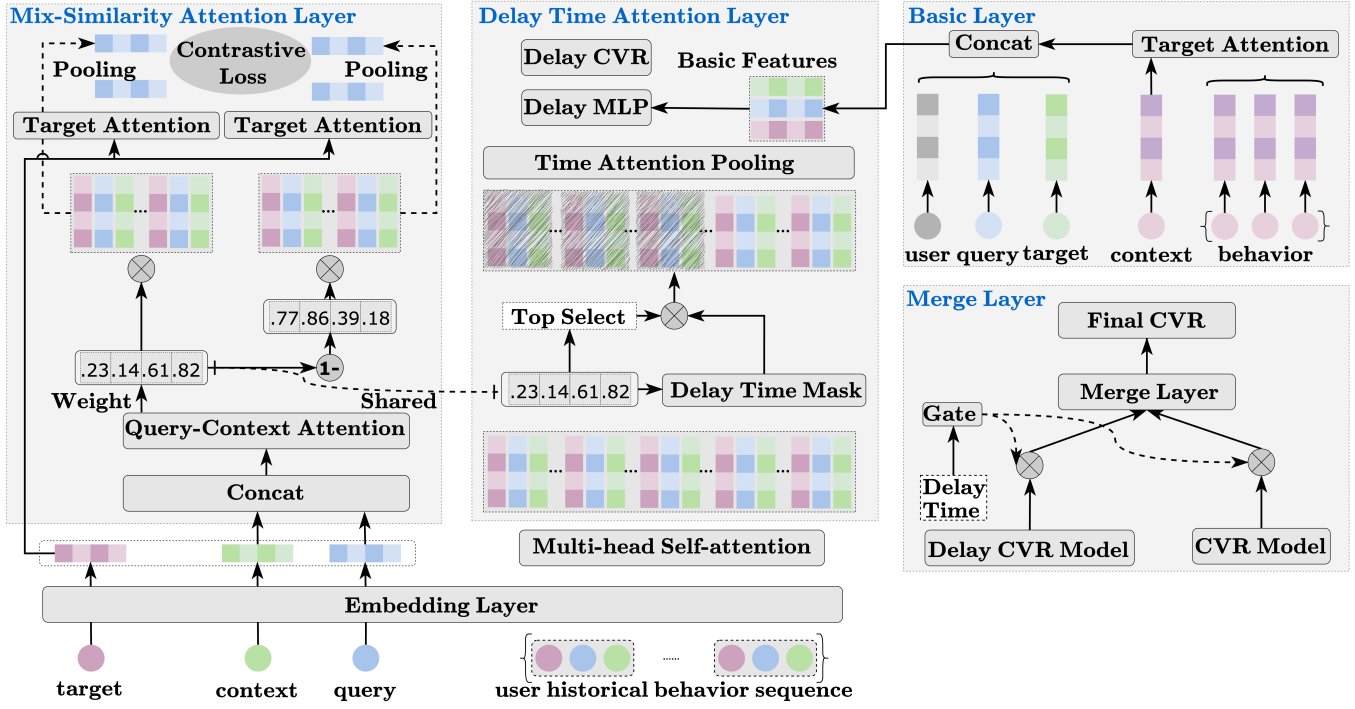 Mix-Similarity Attention Layer
Pooling
Contrastive
Loss
Pooling
Target Attention
Target Attention
...
...
.77 .86 .39 .18
.23 .14 .61 .82
1-
Weight
Shared
Query-Context Attention
Concat
Embedding Layer
target
context
query
Delay Time Attention Layer
Delay CVR
Basic Features
Delay MLP
Time Attention Pooling
... ... ... ...
Top Select
.23 .14 .61 .82
Delay Time Mask
... ... ... ...
Multi-head Self-attention
{ ...... }
user historical behavior sequence
Basic Layer
Concat
Target Attention
user query target
context
behavior
Merge Layer
Final CVR
Merge Layer
Gate
Delay
Time
Delay CVR Model
CVR Model